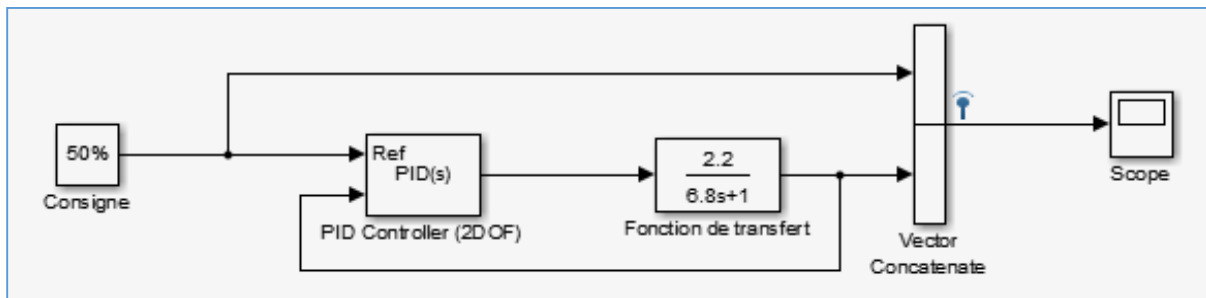 50%
Consigne
Ref
PID(s)
PID Controller (2DOF)
2.2
6.8s+1
Fonction de transfert
Vector
Concatenate
Scope